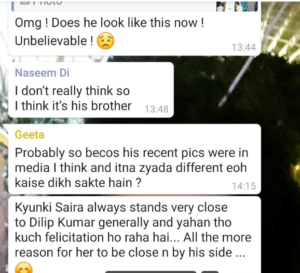 Photo
Omg ! Does he look like this now !
Unbelievable !
13:44
Naseem Di
I don't really think so
I think it's his brother
13:48
Geeta
Probably so becos his recent pics were in
media I think and itna zyada different eoh
kaise dikh sakte hain ?
14:15
Kyunki Saira always stands very close
to Dilip Kumar generally and yahan tho
kuch felicitation ho raha hai... All the more
reason for her to be close n by his side ...